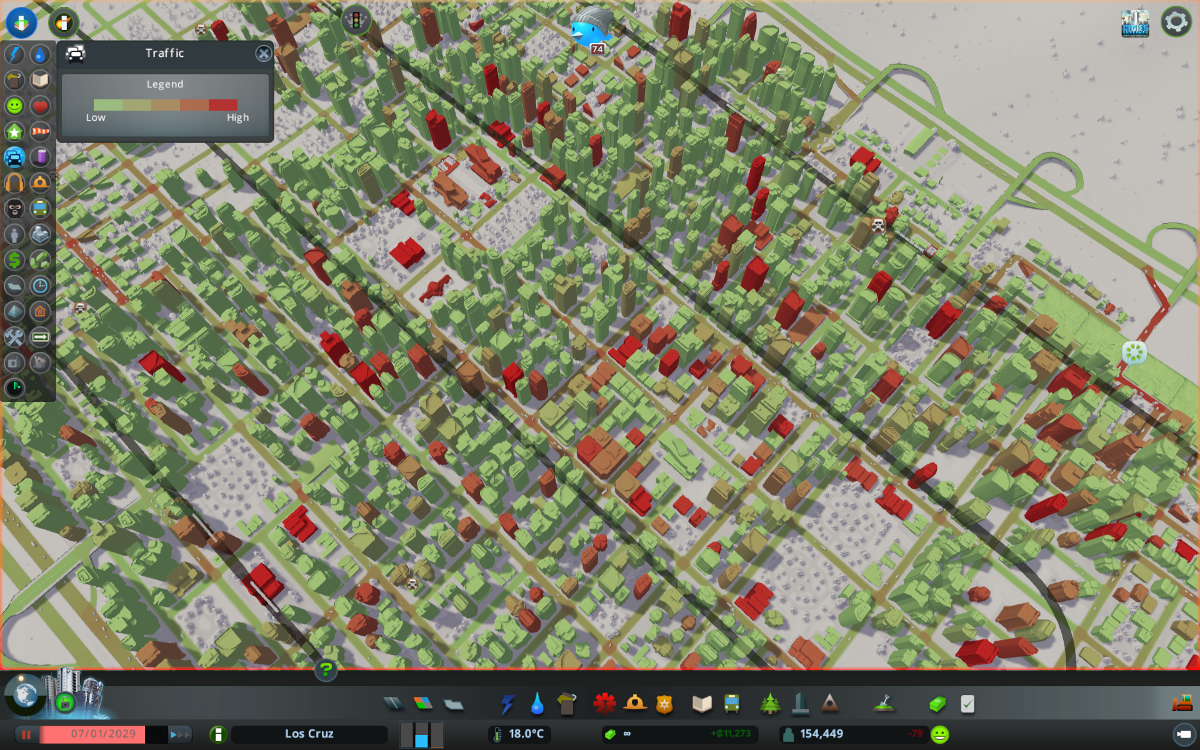 74
Traffic
Legend
Low
High
?
07/01/2029
Los Cruz
18.0°C
∞
+₡11,273
154,449
-79